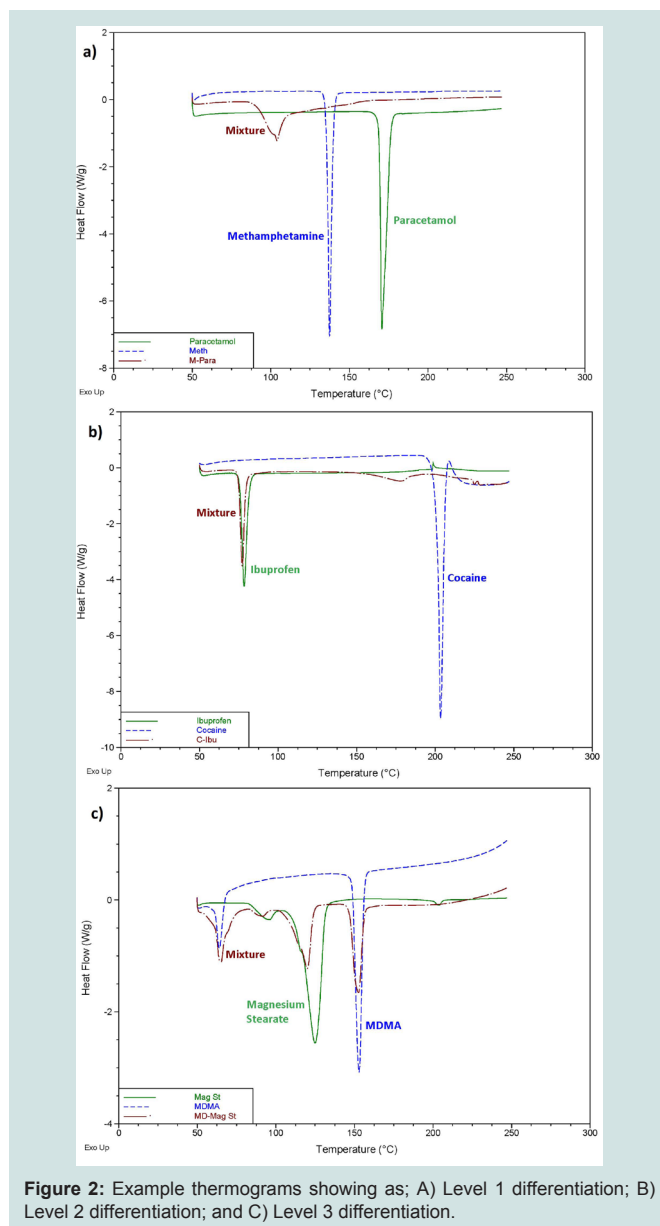 a)
2
0
-2
-4
-6
-8
Heat Flow (W/g)
Mixture
Methamphetamine
Paracetamol
Paracetamol
Meth
M-Para
0 50 100 150 200 250 300
Exo Up
Temperature (°C)
b)
2
0
-2
-4
-6
-8
-10
Heat Flow (W/g)
Mixture
Ibuprofen
Cocaine
Ibuprofen
Cocaine
C-Ibu
0 50 100 150 200 250 300
Exo Up
Temperature (°C)
c)
2
0
-2
-4
Heat Flow (W/g)
Mixture
Magnesium
Stearate
MDMA
Mag St
MDMA
MD-Mag St
0 50 100 150 200 250 300
Exo Up
Temperature (°C)
Figure 2: Example thermograms showing as; A) Level 1 differentiation; B)
Level 2 differentiation; and C) Level 3 differentiation.